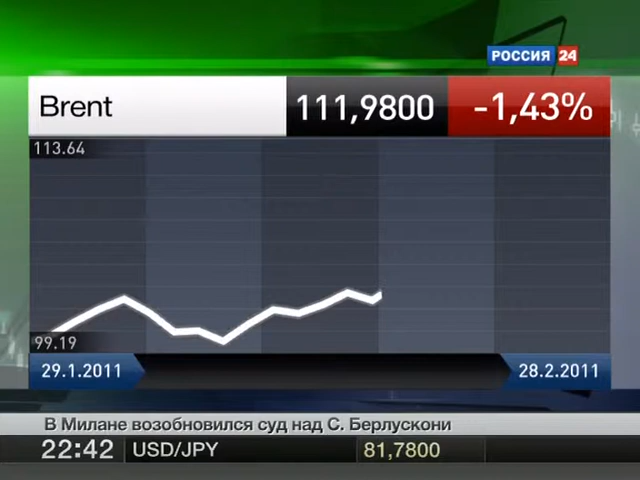 РОССИЯ 24
Brent 111,9800 -1,43%
113.64
99.19
29.1.2011 28.2.2011
В Милане возобновился суд над С. Берлускони
22:42 USD/JPY 81,7800